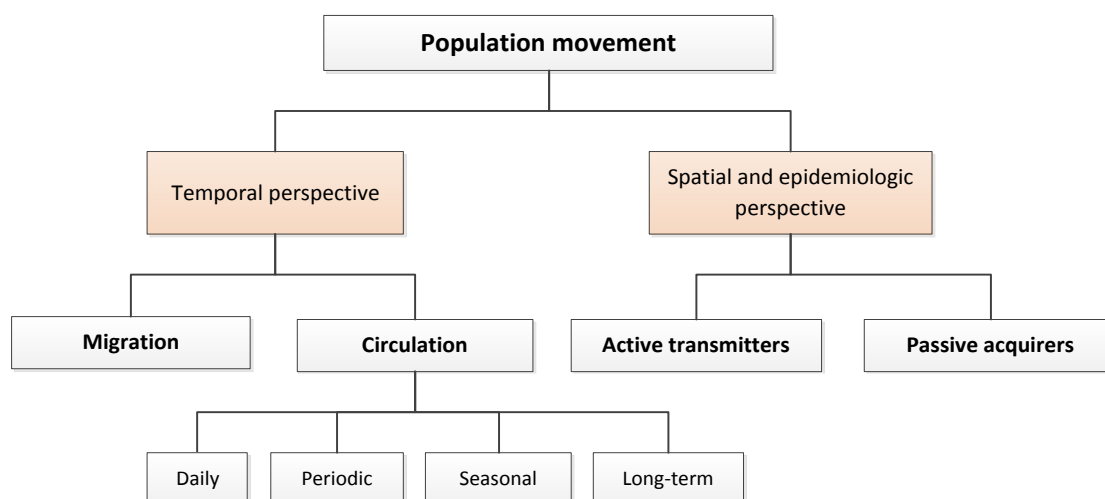 Population movement
Temporal perspective
Spatial and epidemiologic
perspective
Migration
Circulation
Active transmitters
Passive acquirers
Daily
Periodic
Seasonal
Long-term